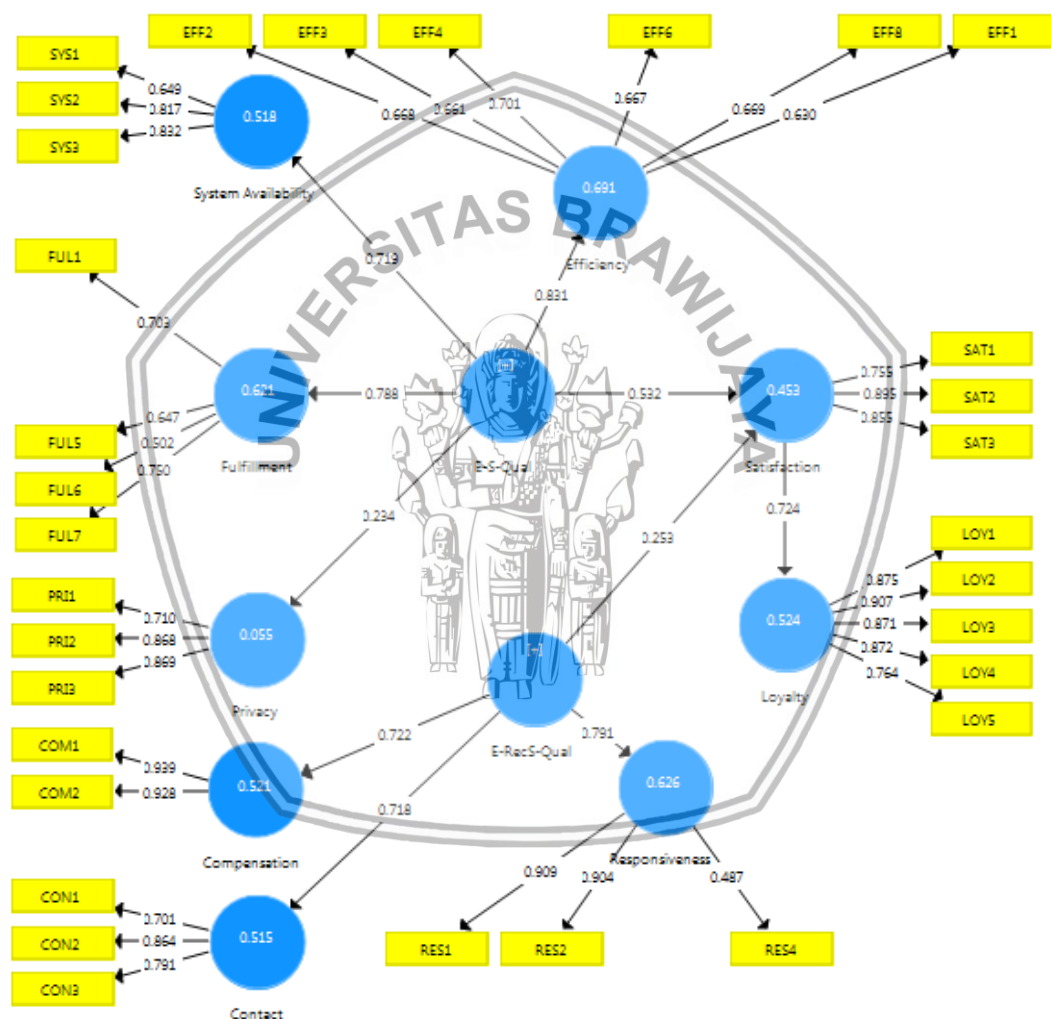 EFF2
EFF3
EFF4
EFF6
EFF8
EFF1
SYS1
SYS2
SYS3
0.649
0.817
0.832
0.518
System Availability
0.668
0.661
0.701
0.667
0.669
0.630
0.691
Efficiency
UNIVERSITAS BRAWIJAYA
0.719
0.831
FUL1
0.703
0.621
Fulfillment
FUL5
FUL6
FUL7
0.647
0.502
0.750
0.788
[+]
E-S-Qual
0.532
0.453
Satisfaction
0.755
0.895
0.855
SAT1
SAT2
SAT3
0.234
0.253
0.724
PRI1
PRI2
PRI3
0.710
0.868
0.869
0.055
Privacy
[+]
E-RecS-Qual
0.524
Loyalty
0.875
0.907
0.871
0.872
0.764
LOY1
LOY2
LOY3
LOY4
LOY5
COM1
COM2
0.939
0.928
0.521
Compensation
0.722
0.791
0.718
0.626
Responsiveness
CON1
CON2
CON3
0.701
0.864
0.791
0.515
Contact
0.909
0.904
0.487
RES1
RES2
RES4